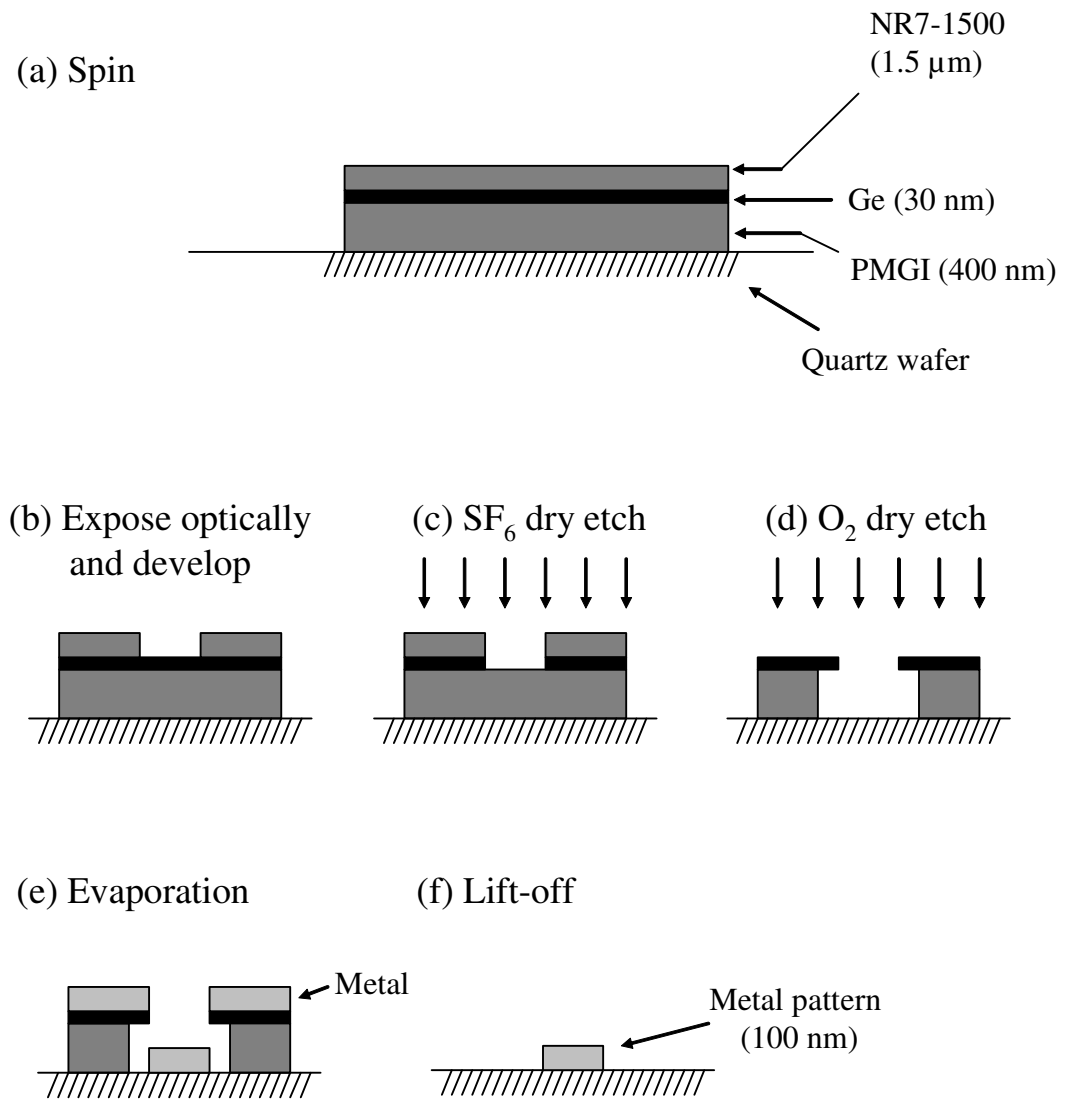 NR7-1500
(1.5 µm)
(a) Spin
Ge (30 nm)
PMGI (400 nm)
Quartz wafer
(b) Expose optically
and develop
(c) SF₆ dry etch
(d) O₂ dry etch
(e) Evaporation
(f) Lift-off
Metal
Metal pattern
(100 nm)